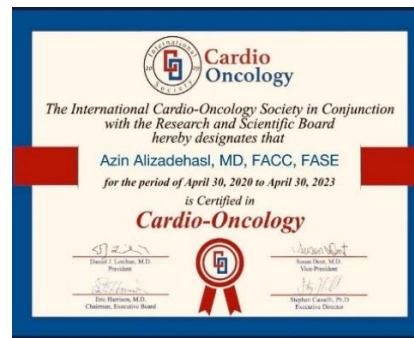 International
20 09
Society
Cardio
Oncology
The International Cardio-Oncology Society in Conjunction
with the Research and Scientific Board
hereby designates that
Azin Alizadehasl, MD, FACC, FASE
for the period of April 30, 2020 to April 30, 2023
is Certified in
Cardio-Oncology
Daniel J. Lenihan, M.D.
President
Susan Dent, M.D.
Vice-President
Eric Harrison, M.D.
Chairman, Executive Board
Stephen Casselli, Ph.D
Executive Director